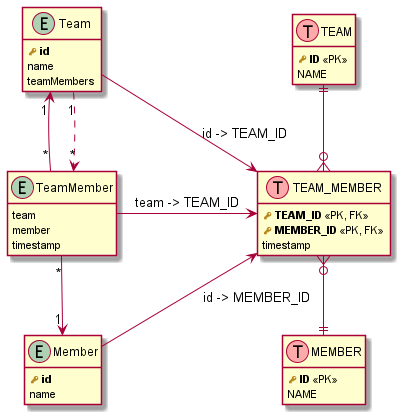 E Team
id
name
teamMembers
T TEAM
ID «PK»
NAME
1
1
id -> TEAM_ID
*
*
E TeamMember
team
member
timestamp
team -> TEAM_ID
T TEAM_MEMBER
TEAM_ID «PK, FK»
MEMBER_ID «PK, FK»
timestamp
*
id -> MEMBER_ID
1
E Member
id
name
T MEMBER
ID «PK»
NAME